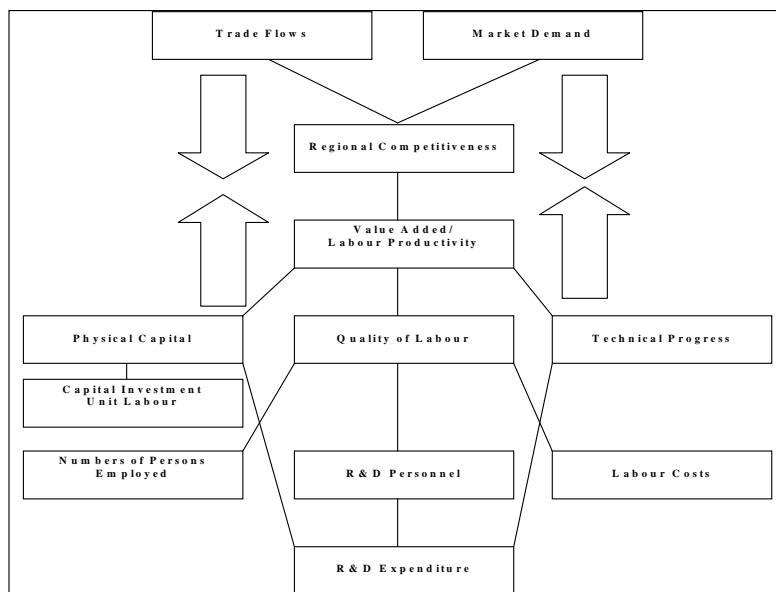 Trade Flows
Market Demand
Regional Competitiveness
Value Added/
Labour Productivity
Physical Capital
Quality of Labour
Technical Progress
Capital Investment
Unit Labour
Numbers of Persons
Employed
R&D Personnel
Labour Costs
R&D Expenditure